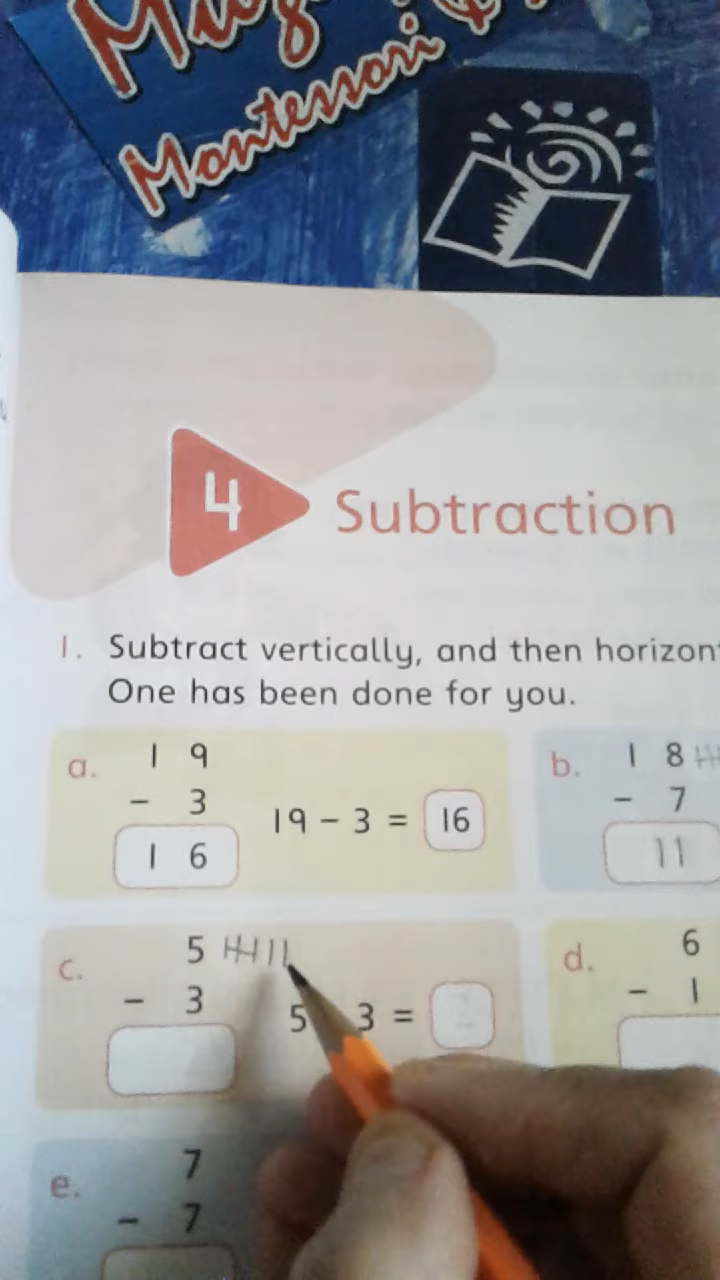 Montessori
4 Subtraction
1. Subtract vertically, and then
One has been done for you.
a. 1 9
- 3
1 6
19 - 3 = 16
b. 1 8
- 7
11
c. 5
- 3
5 3 =
d. 6
- 1
e. 7
- 7